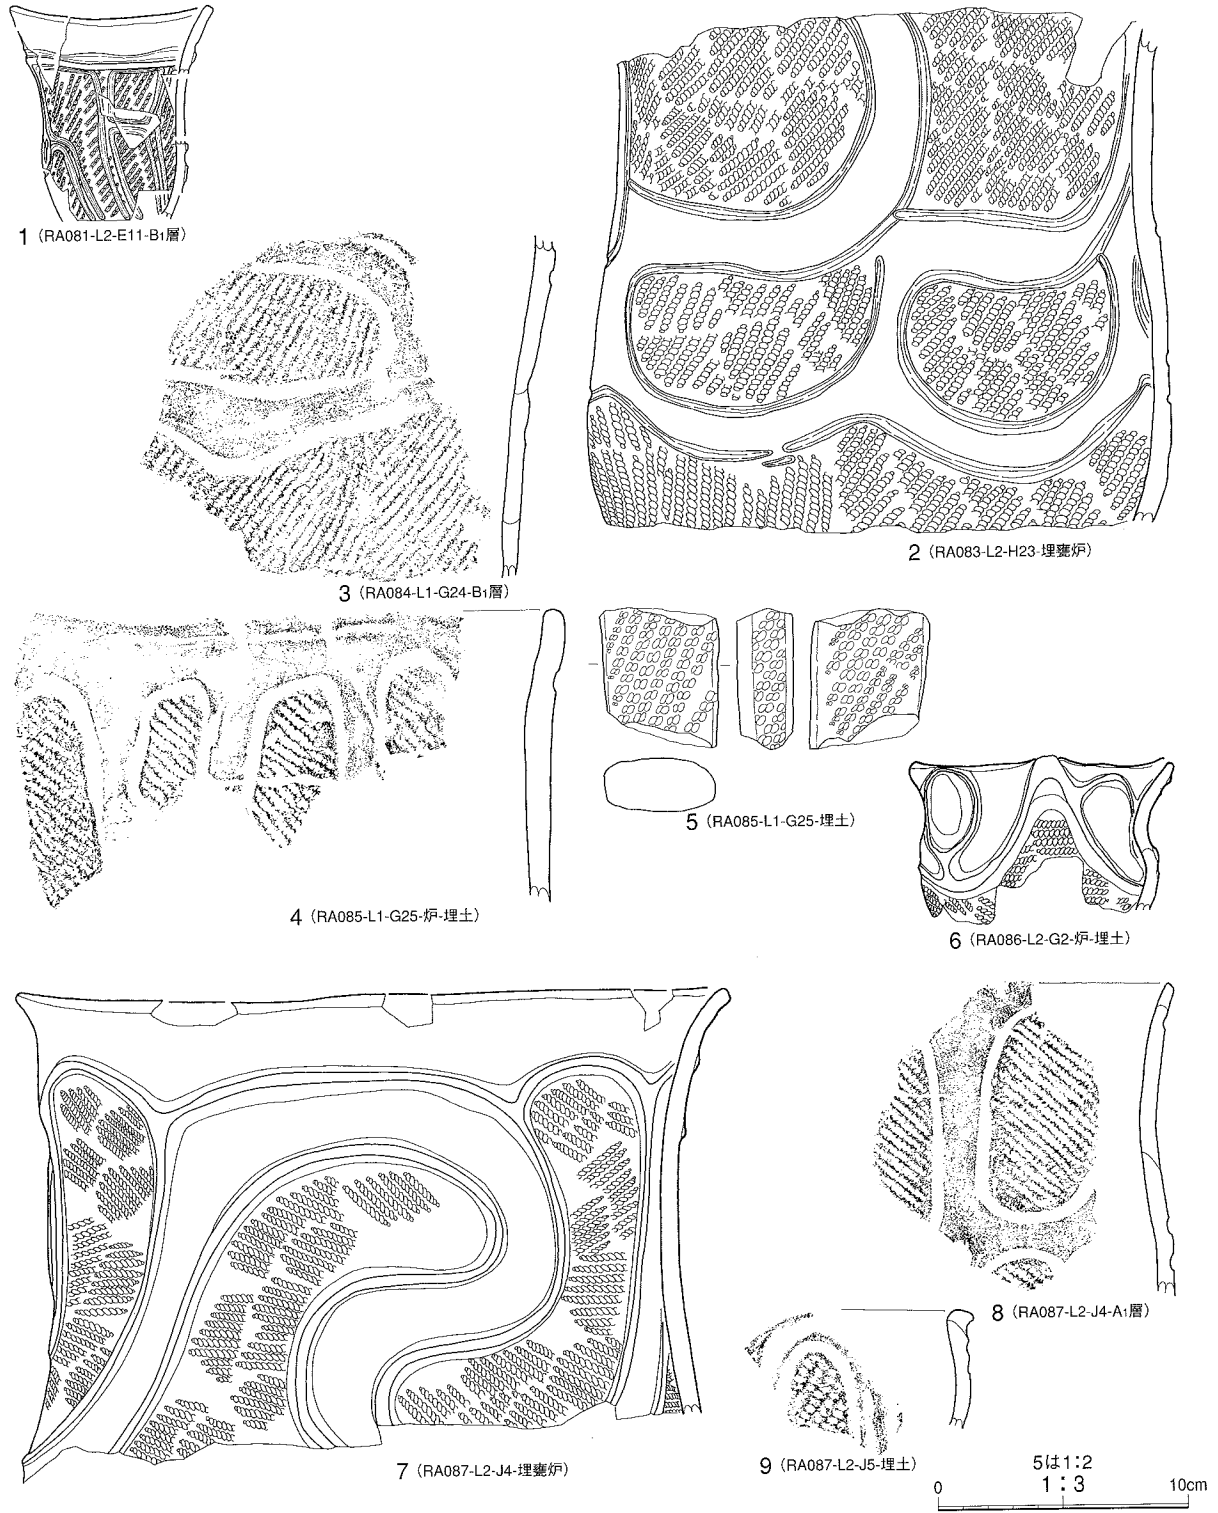 1（RA081-L2-E11-B1層）
2（RA083-L2-H23-埋甕炉）
3（RA084-L1-G24-B1層）
4（RA085-L1-G25-炉-埋土）
5（RA085-L1-G25-埋土）
6（RA086-L2-G2-炉-埋土）
7（RA087-L2-J4-埋甕炉）
8（RA087-L2-J4-A1層）
9（RA087-L2-J5-埋土）
5は1:2
1:3
0 10cm